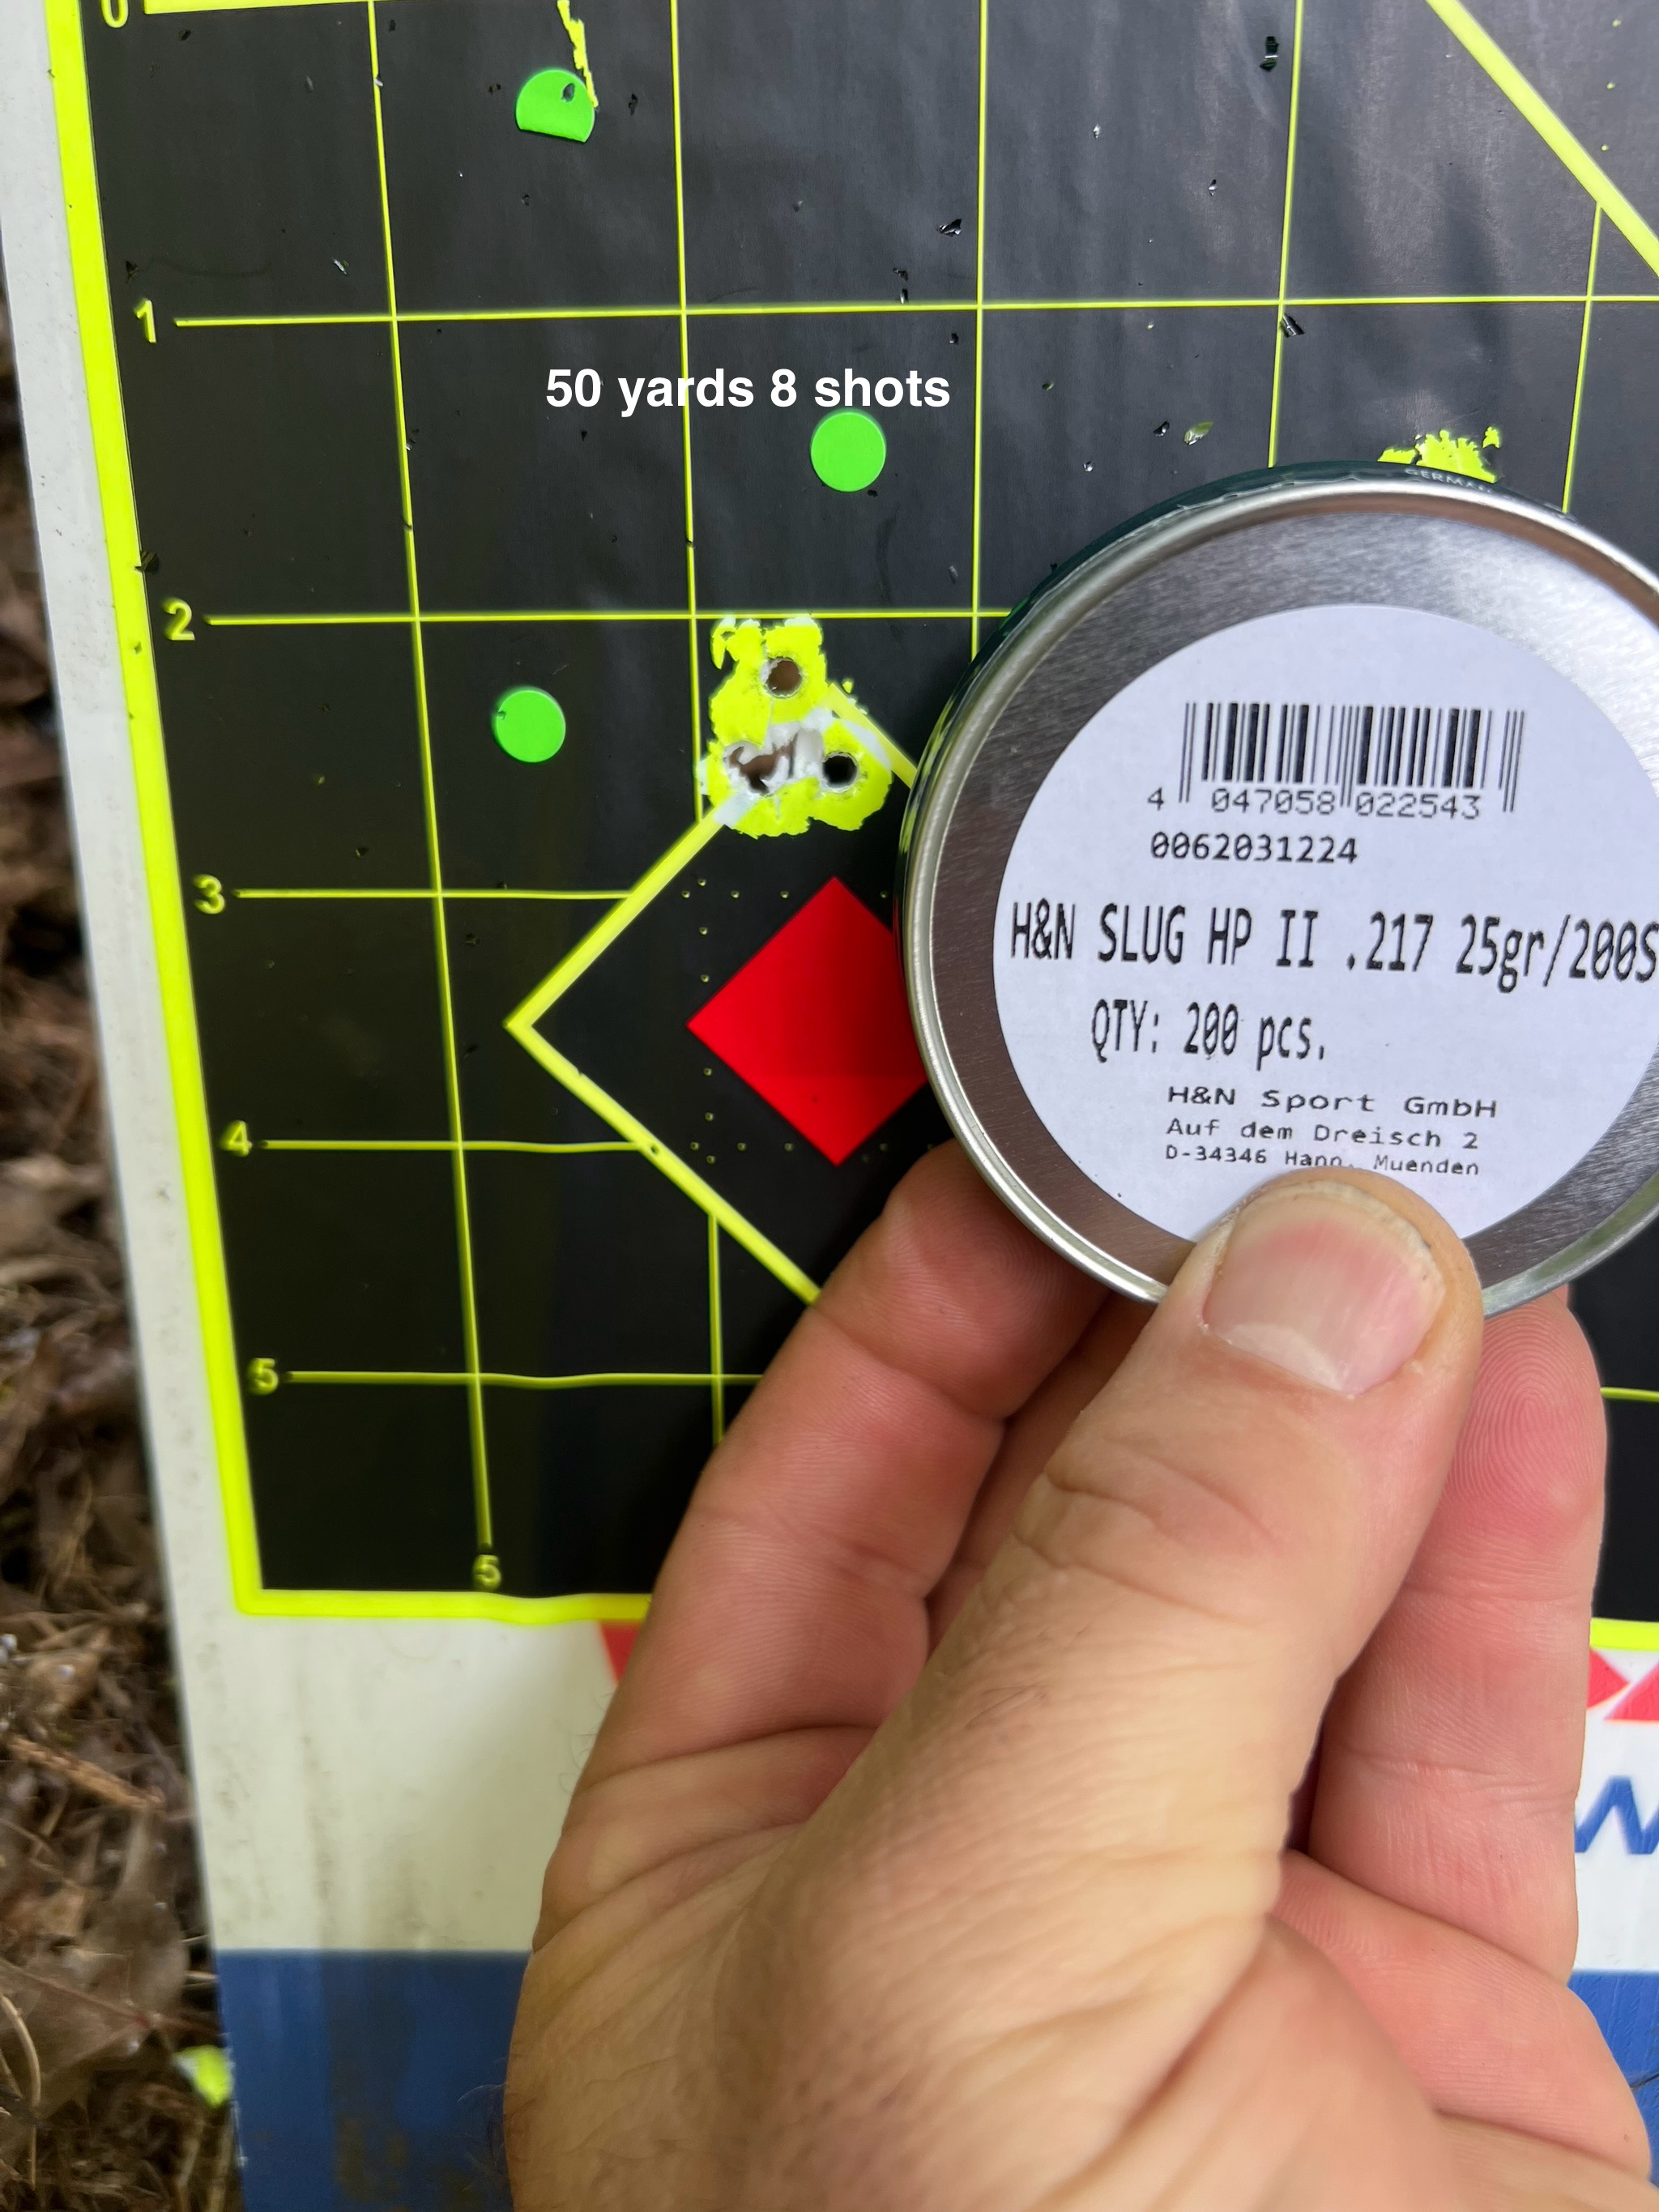 0
1
50 yards 8 shots
2
GERMAN
4 047058 022543
0062031224
3
H&N SLUG HP II .217 25gr/200S
QTY: 200 pcs.
H&N Sport GmbH
Auf dem Dreisch 2
4
D-34346 Hann. Muenden
5
5